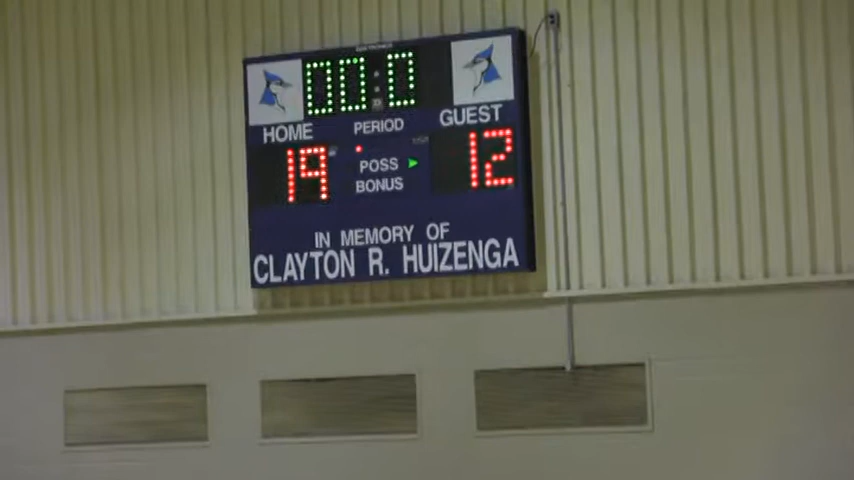 00:0
HOME PERIOD GUEST
19 POSS 12
BONUS
IN MEMORY OF
CLAYTON R. HUIZENGA